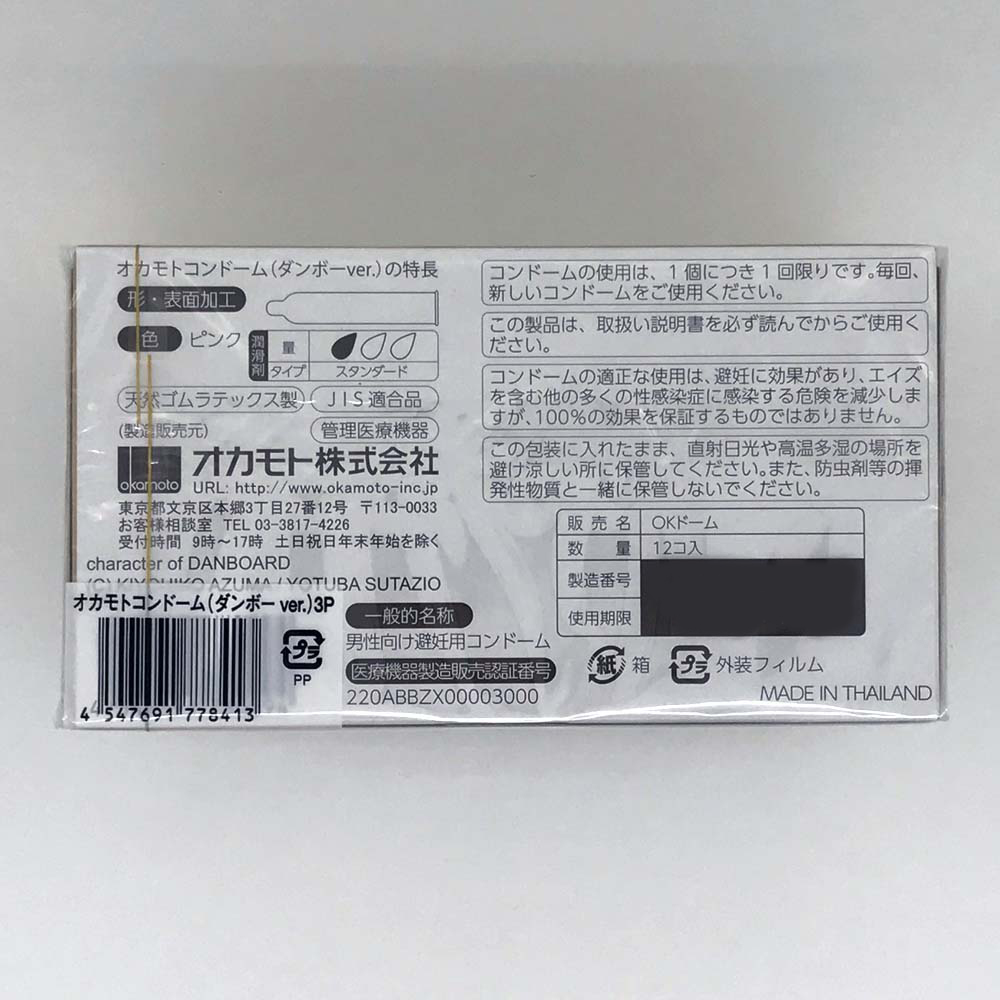 オカモトコンドーム(ダンボーver.)の特長
形・表面加工
色 ピンク
潤滑剤 量
タイプ スタンダード
天然ゴムラテックス製 JIS適合品
(製造販売元) 管理医療機器
okamoto オカモト株式会社
URL: http://www.okamoto-inc.jp
東京都文京区本郷3丁目27番12号 〒113-0033
お客様相談室 TEL 03-3817-4226
受付時間 9時〜17時 土日祝日年末年始を除く
character of DANBOARD
(C) KIYOHIKO AZUMA / YOTUBA SUTAZIO
オカモトコンドーム(ダンボー ver.)3P
プラ
PP
4 547691 778413
一般的名称
男性向け避妊用コンドーム
医療機器製造販売認証番号
220ABBZX00003000
コンドームの使用は、1個につき1回限りです。毎回、
新しいコンドームをご使用ください。
この製品は、取扱い説明書を必ず読んでからご使用く
ださい。
コンドームの適正な使用は、避妊に効果があり、エイズ
を含む他の多くの性感染症に感染する危険を減少しま
すが、100%の効果を保証するものではありません。
この包装に入れたまま、直射日光や高温多湿の場所を
避け涼しい所に保管してください。また、防虫剤等の揮
発性物質と一緒に保管しないでください。
販売名 OKドーム
数量 12コ入
製造番号
使用期限
紙 箱 プラ 外装フィルム
MADE IN THAILAND